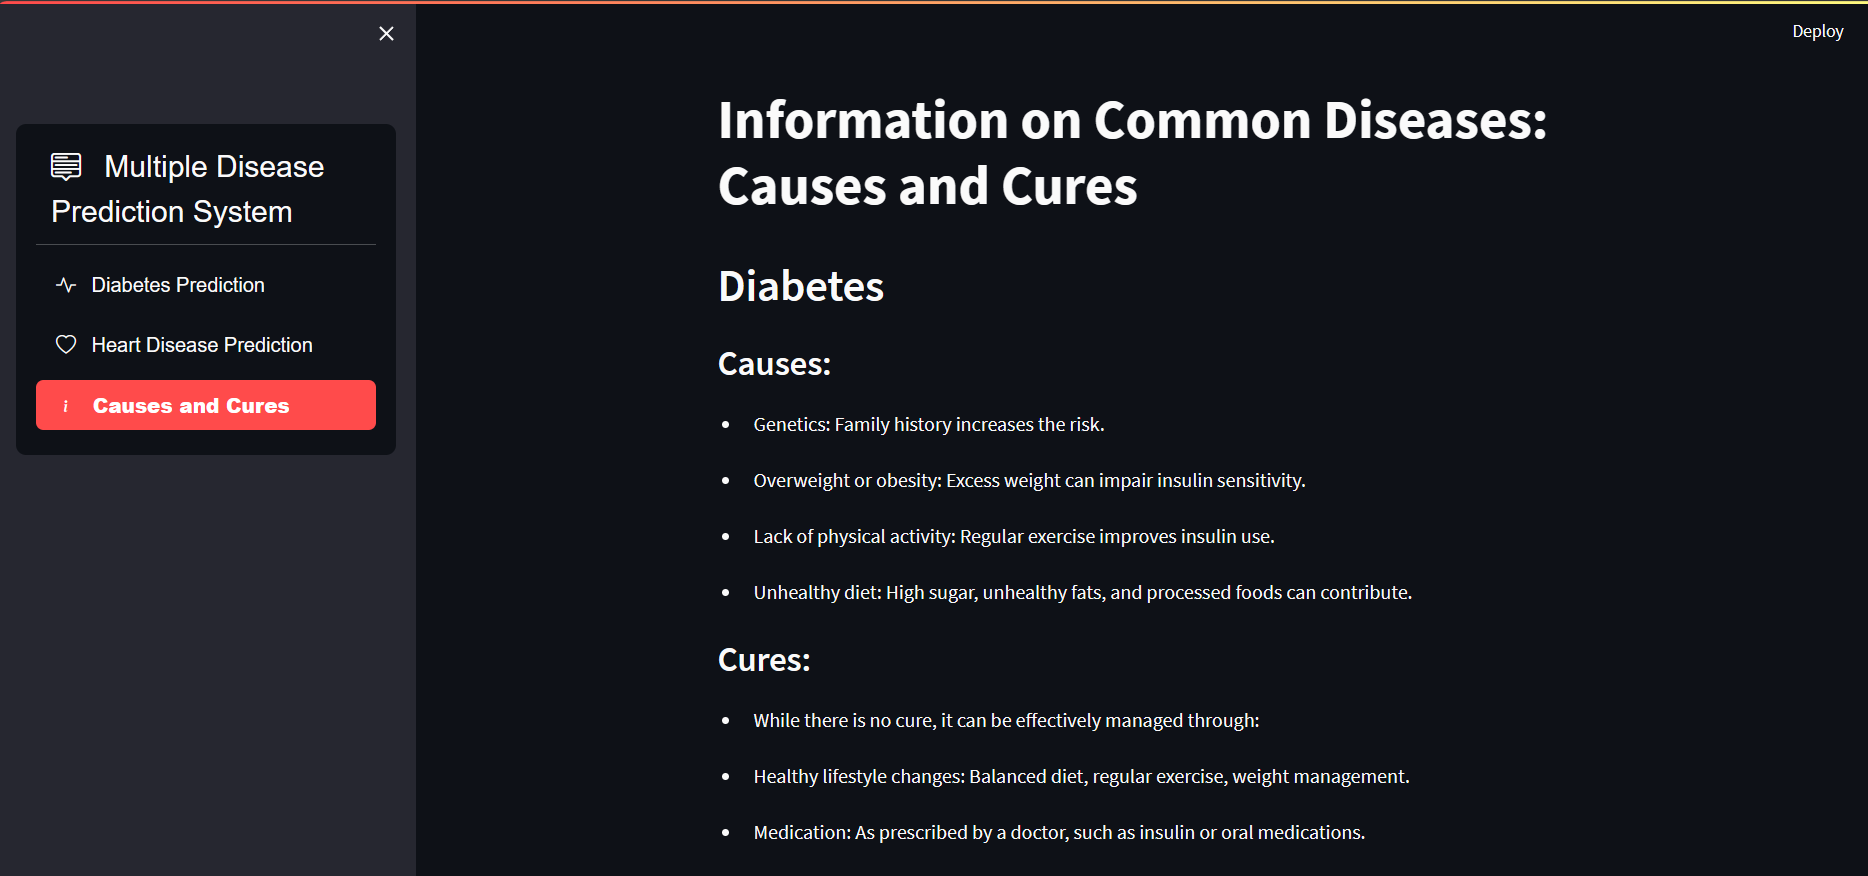 Deploy
Multiple Disease
Prediction System
Diabetes Prediction
Heart Disease Prediction
i Causes and Cures
Information on Common Diseases:
Causes and Cures
Diabetes
Causes:
• Genetics: Family history increases the risk.
• Overweight or obesity: Excess weight can impair insulin sensitivity.
• Lack of physical activity: Regular exercise improves insulin use.
• Unhealthy diet: High sugar, unhealthy fats, and processed foods can contribute.
Cures:
• While there is no cure, it can be effectively managed through:
• Healthy lifestyle changes: Balanced diet, regular exercise, weight management.
• Medication: As prescribed by a doctor, such as insulin or oral medications.